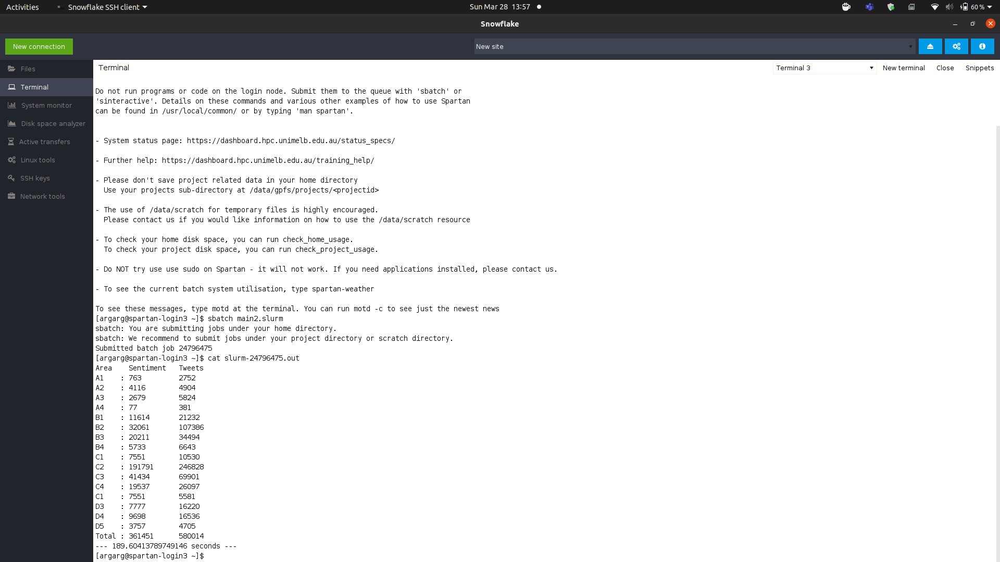 Activities
Snowflake SSH client
Sun Mar 28 13:57
60 %
Snowflake
New connection
New site
Files
Terminal
System monitor
Disk space analyzer
Active transfers
Linux tools
SSH keys
Network tools
Terminal
Terminal 3
New terminal
Close
Snippets
Do not run programs or code on the login node. Submit them to the queue with 'sbatch' or
'sinteractive'. Details on these commands and various other examples of how to use Spartan
can be found in /usr/local/common/ or by typing 'man spartan'.
- System status page: https://dashboard.hpc.unimelb.edu.au/status_specs/
- Further help: https://dashboard.hpc.unimelb.edu.au/training_help/
- Please don't save project related data in your home directory
Use your projects sub-directory at /data/gpfs/projects/<projectid>
- The use of /data/scratch for temporary files is highly encouraged.
Please contact us if you would like information on how to use the /data/scratch resource
- To check your home disk space, you can run check_home_usage.
To check your project disk space, you can run check_project_usage.
- Do NOT try use use sudo on Spartan - it will not work. If you need applications installed, please contact us.
- To see the current batch system utilisation, type spartan-weather
To see these messages, type motd at the terminal. You can run motd -c to see just the newest news
[argarg@spartan-login3 ~]$ sbatch main2.slurm
sbatch: You are submitting jobs under your home directory.
sbatch: We recommend to submit jobs under your project directory or scratch directory.
Submitted batch job 24796475
[argarg@spartan-login3 ~]$ cat slurm-24796475.out
Area Sentiment Tweets
A1 : 763 2752
A2 : 4116 4904
A3 : 2679 5824
A4 : 77 381
B1 : 11614 21232
B2 : 32061 107386
B3 : 20211 34494
B4 : 5733 6643
C1 : 7551 10530
C2 : 191791 246828
C3 : 41434 69901
C4 : 19537 26097
C1 : 7551 5581
D3 : 7777 16220
D4 : 9698 16536
D5 : 3757 4705
Total : 361451 580014
--- 189.60413789749146 seconds ---
[argarg@spartan-login3 ~]$